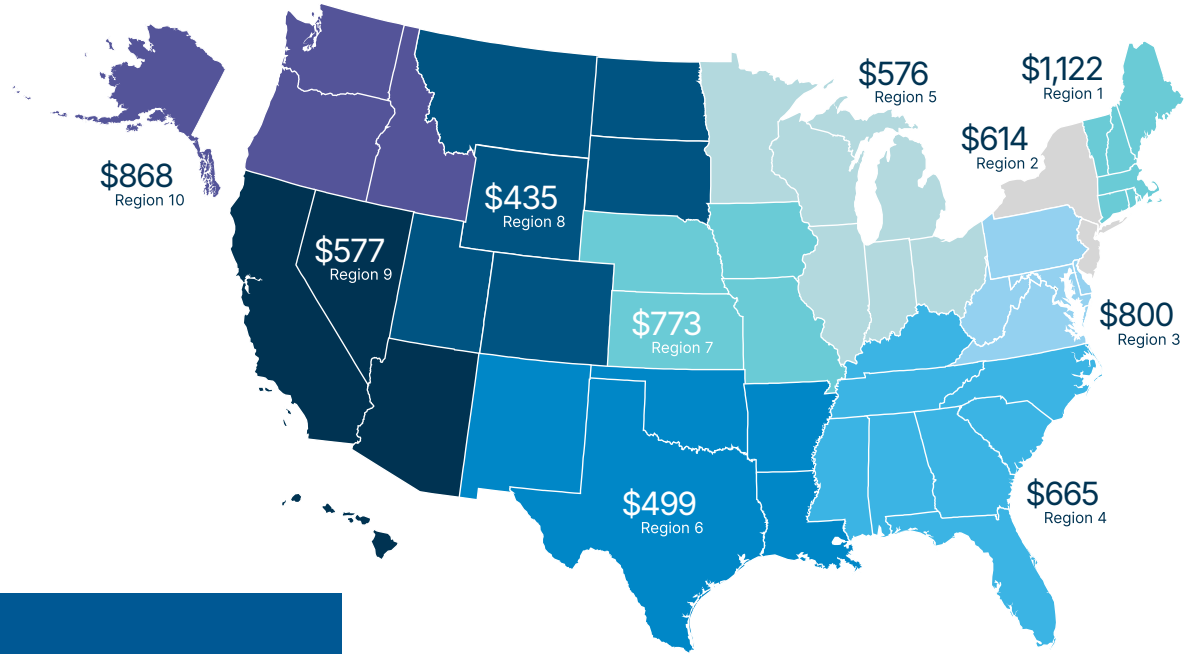 $576
Region 5
$1,122
Region 1
$614
Region 2
$868
Region 10
$435
Region 8
$577
Region 9
$800
Region 3
$773
Region 7
$665
Region 4
$499
Region 6